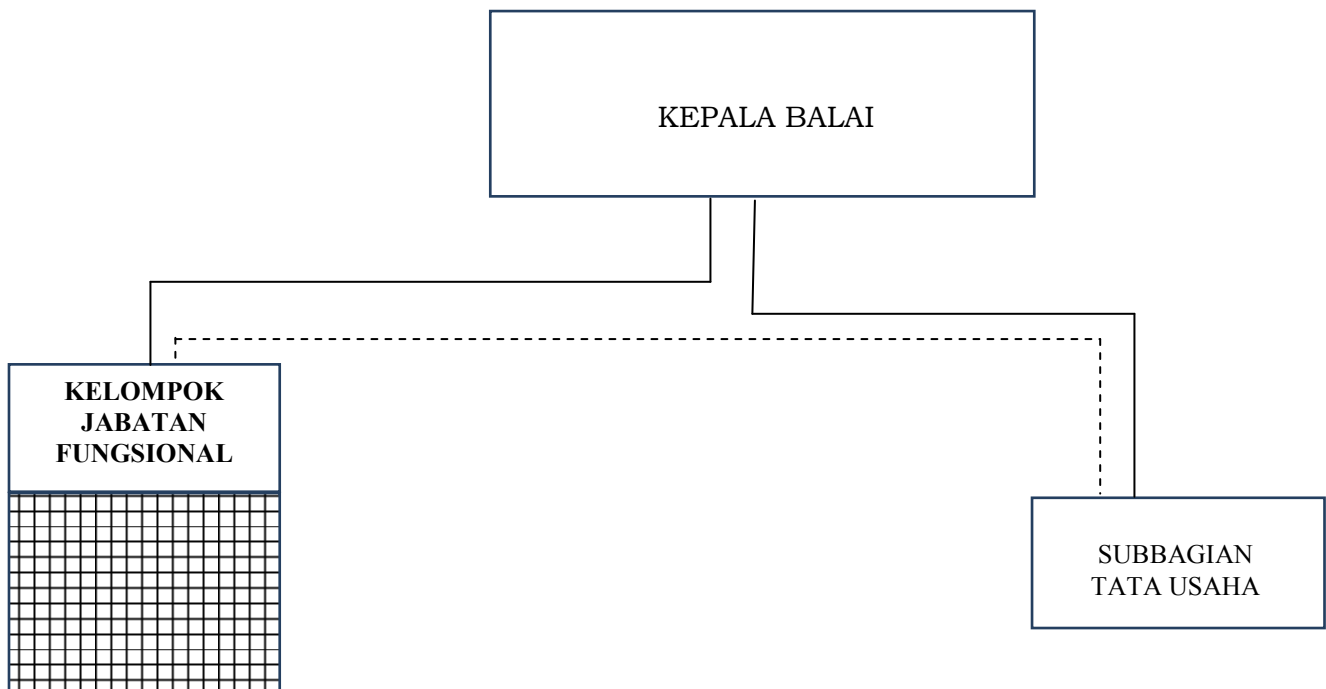 KEPALA BALAI
KELOMPOK
JABATAN
FUNGSIONAL
SUBBAGIAN
TATA USAHA